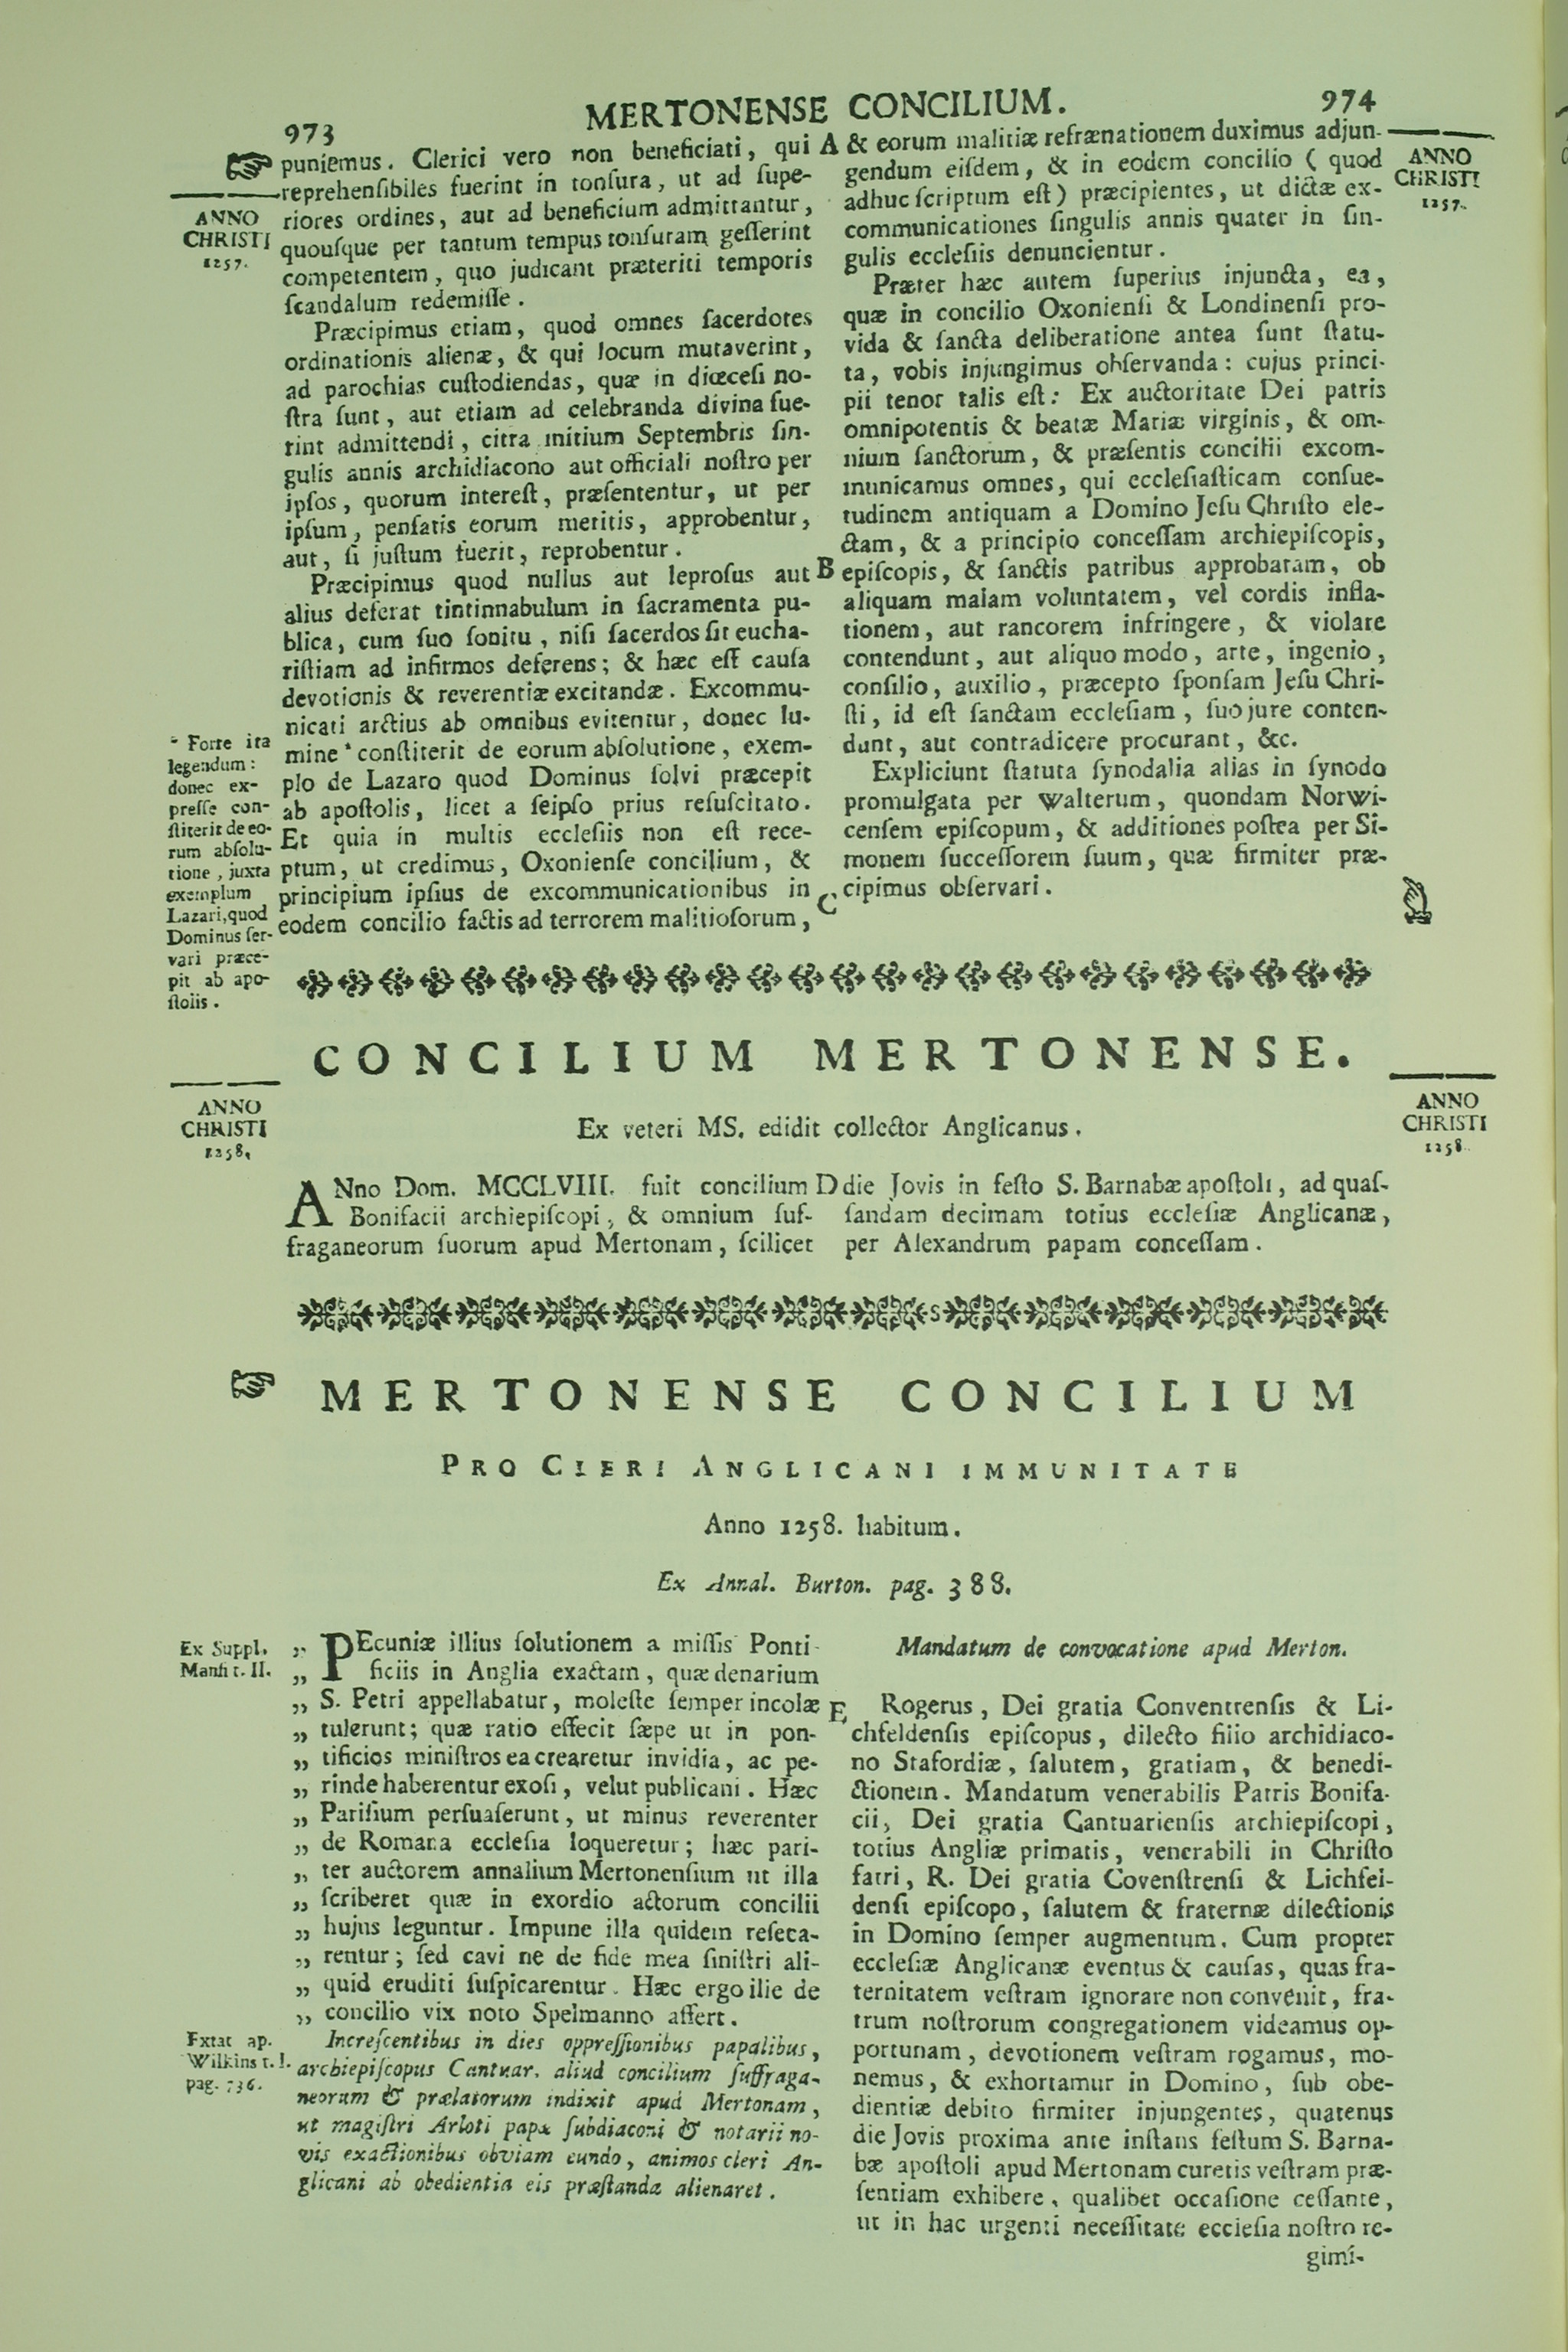 MERTONENSE CONCILIUM.
973
974
ANNO
CHRISTI
1257.
puniemus. Clerici vero non beneficiati, qui
reprehenſibiles fuerint in tonſura, ut ad ſupe-
riores ordines, aut ad beneficium admittantur,
quouſque per tantum tempus tonſuram geſſerint
competentem, quo judicant præteriti temporis
ſcandalum redemiſſe.
Præcipimus etiam, quod omnes ſacerdotes
ordinationis alienæ, & qui locum mutaverint,
ad parochias cuſtodiendas, quæ in diœceſi no-
ſtra ſunt, aut etiam ad celebranda divina fue-
rint admittendi, citra initium Septembris ſin-
gulis annis archidiacono aut officiali noſtro per
ipſos, quorum intereſt, præſententur, ut per
ipſum, penſatis eorum meritis, approbentur,
aut, ſi juſtum fuerit, reprobentur.
Præcipimus quod nullus aut leproſus aut
alius deferat tintinnabulum in ſacramenta pu-
blica, cum ſuo ſonitu, niſi ſacerdos ſit eucha-
riſtiam ad infirmos deferens; & hæc eſt cauſa
devotionis & reverentiæ excitandæ. Excommu-
nicati arctius ab omnibus evitentur, donec lu-
mine * conſtiterit de eorum abſolutione, exem-
plo de Lazaro quod Dominus ſolvi præcepit
ab apoſtolis, licet a ſeipſo prius reſuſcitato.
Et quia in multis eccleſiis non eſt rece-
ptum, ut credimus, Oxonienſe concilium, &
principium ipſius de excommunicationibus in
eodem concilio factis ad terrorem malitioſorum,
* Forte ita
legendum:
donec ex-
preſſe con-
ſtiterit de eo-
rum abſolu-
tione, juxta
exemplum
Lazari, quod
Dominus ſer-
vari præce-
pit ab apo-
ſtolis.
A
B
C
& eorum malitiæ refrænationem duximus adjun-
gendum eiſdem, & in eodem concilio ( quod
adhuc ſcriptum eſt) præcipientes, ut dictæ ex-
communicationes ſingulis annis quater in ſin-
gulis eccleſiis denuncientur.
Præter hæc autem ſuperius injuncta, ea,
quæ in concilio Oxonienſi & Londinenſi pro-
vida & ſancta deliberatione antea ſunt ſtatu-
ta, vobis injungimus obſervanda: cujus princi-
pii tenor talis eſt: Ex auctoritate Dei patris
omnipotentis & beatæ Mariæ virginis, & om-
nium ſanctorum, & præſentis concilii excom-
municamus omnes, qui eccleſiaſticam conſue-
tudinem antiquam a Domino Jeſu Chriſto ele-
ctam, & a principio conceſſam archiepiſcopis,
epiſcopis, & ſanctis patribus approbatam, ob
aliquam malam voluntatem, vel cordis infla-
tionem, aut rancorem infringere, & violare
contendunt, aut aliquo modo, arte, ingenio,
conſilio, auxilio, præcepto ſponſam Jeſu Chri-
ſti, id eſt ſanctam eccleſiam, ſuo jure conten-
dunt, aut contradicere procurant, &c.
Expliciunt ſtatuta ſynodalia alias in ſynodo
promulgata per Walterum, quondam Norwi-
cenſem epiſcopum, & additiones poſtea per Si-
monem ſucceſſorem ſuum, quæ firmiter præ-
cipimus obſervari.
ANNO
CHRISTI
1257.
CONCILIUM MERTONENSE.
ANNO
CHRISTI
1258.
Ex veteri MS. edidit collector Anglicanus.
ANNO
CHRISTI
1258
ANno Dom. MCCLVIII. fuit concilium
Bonifacii archiepiſcopi, & omnium ſuf-
fraganeorum ſuorum apud Mertonam, ſcilicet
D
die Jovis in feſto S. Barnabæ apoſtoli, ad quaſ-
ſandam decimam totius eccleſiæ Anglicanæ,
per Alexandrum papam conceſſam.
MERTONENSE CONCILIUM
PRO CLERI ANGLICANI IMMUNITATE
Anno 1258. habitum.
Ex Annal. Burton. pag. 388.
Ex Suppl.
Manſi t. II.
„ PEcuniæ illius ſolutionem a miſſis Ponti-
„ ficiis in Anglia exactam, quæ denarium
„ S. Petri appellabatur, moleſte ſemper incolæ
„ tulerunt; quæ ratio effecit ſæpe ut in pon-
„ tificios miniſtros ea crearetur invidia, ac pe-
„ rinde haberentur exoſi, velut publicani. Hæc
„ Pariſium perſuaſerunt, ut minus reverenter
„ de Romana eccleſia loqueretur; hæc pari-
„ ter auctorem annalium Mertonenſium ut illa
„ ſcriberet quæ in exordio actorum concilii
„ hujus leguntur. Impune illa quidem reſeca-
„ rentur; ſed cavi ne de fide mea ſiniſtri ali-
„ quid eruditi ſuſpicarentur. Hæc ergo ille de
„ concilio vix noto Spelmanno affert.
Extat ap.
Wilkins t. I.
pag. 736.
Increſcentibus in dies oppreſſionibus papalibus,
archiepiſcopus Cantuar. aliud concilium ſuffraga-
neorum & prælatorum indixit apud Mertonam,
ut magiſtri Arloti papæ ſubdiaconi & notarii no-
vis exactionibus obviam eundo, animos cleri An-
glicani ab obedientia eis præſtanda alienaret.
Mandatum de convocatione apud Merton.
E
Rogerus, Dei gratia Conventrenſis & Li-
chfeldenſis epiſcopus, dilecto filio archidiaco-
no Stafordiæ, ſalutem, gratiam, & benedi-
ctionem. Mandatum venerabilis Patris Bonifa-
cii, Dei gratia Cantuarienſis archiepiſcopi,
totius Angliæ primatis, venerabili in Chriſto
fatri, R. Dei gratia Covenſtrenſi & Lichfel-
denſi epiſcopo, ſalutem & fraternæ dilectionis
in Domino ſemper augmentum. Cum propter
eccleſiæ Anglicanæ eventus & cauſas, quas fra-
ternitatem veſtram ignorare non convenit, fra-
trum noſtrorum congregationem videamus op-
portunam, devotionem veſtram rogamus, mo-
nemus, & exhortamur in Domino, ſub obe-
dientiæ debito firmiter injungentes, quatenus
die Jovis proxima ante inſtans feſtum S. Barna-
bæ apoſtoli apud Mertonam curetis veſtram præ-
ſentiam exhibere, qualibet occaſione ceſſante,
ut in hac urgenti neceſſitate eccleſia noſtro re-
gimi-